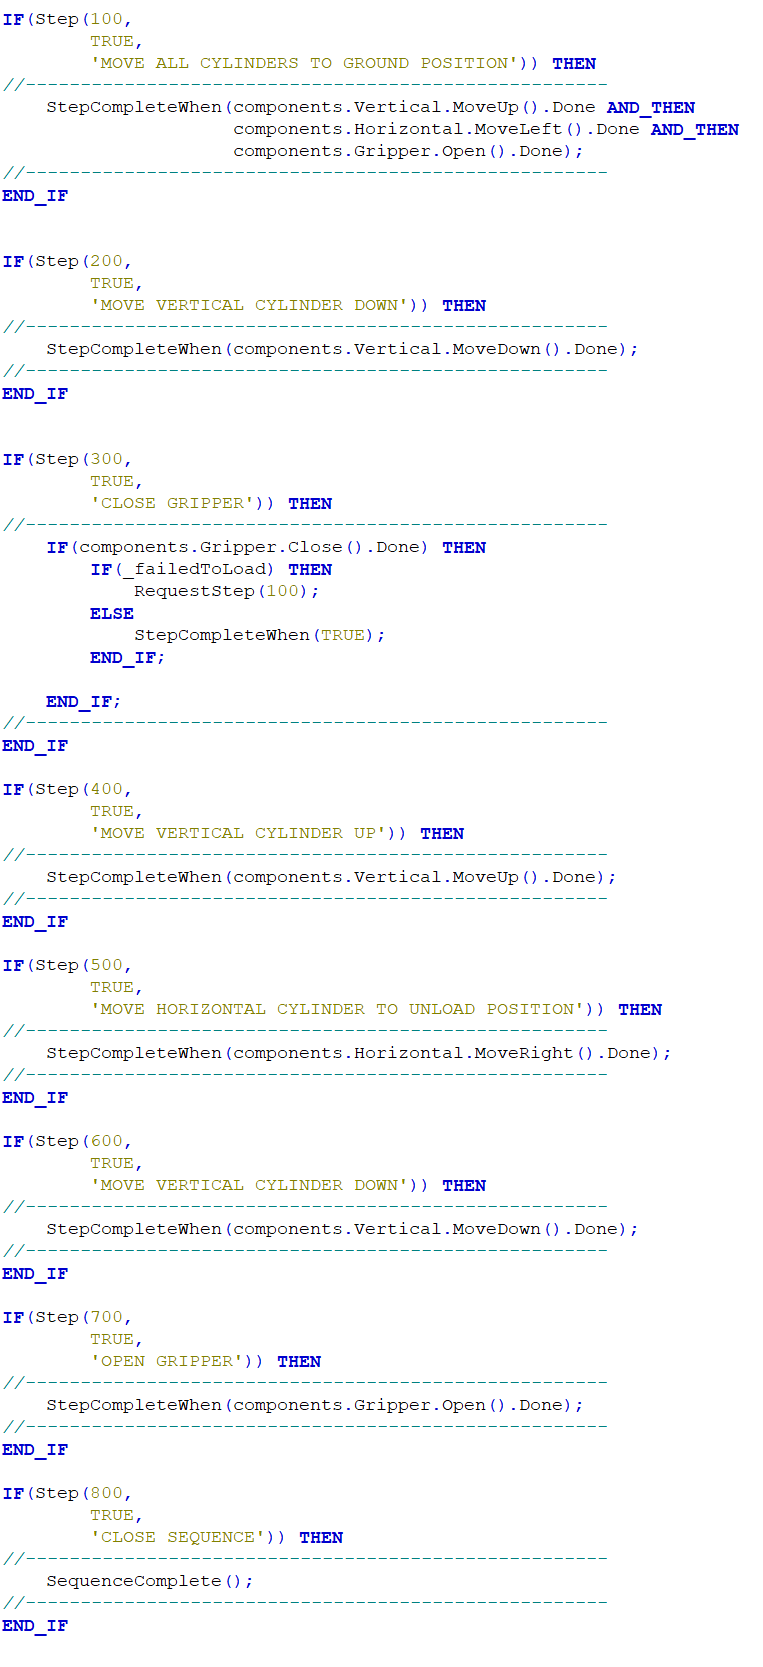 IF(Step(100,
        TRUE,
        'MOVE ALL CYLINDERS TO GROUND POSITION')) THEN
//-----------------------------------------------------
    StepCompleteWhen(components.Vertical.MoveUp().Done AND_THEN
                     components.Horizontal.MoveLeft().Done AND_THEN
                     components.Gripper.Open().Done);
//-----------------------------------------------------
END_IF


IF(Step(200,
        TRUE,
        'MOVE VERTICAL CYLINDER DOWN')) THEN
//-----------------------------------------------------
    StepCompleteWhen(components.Vertical.MoveDown().Done);
//-----------------------------------------------------
END_IF


IF(Step(300,
        TRUE,
        'CLOSE GRIPPER')) THEN
//-----------------------------------------------------
    IF(components.Gripper.Close().Done) THEN
        IF(_failedToLoad) THEN
            RequestStep(100);
        ELSE
            StepCompleteWhen(TRUE);
        END_IF;

    END_IF;
//-----------------------------------------------------
END_IF

IF(Step(400,
        TRUE,
        'MOVE VERTICAL CYLINDER UP')) THEN
//-----------------------------------------------------
    StepCompleteWhen(components.Vertical.MoveUp().Done);
//-----------------------------------------------------
END_IF

IF(Step(500,
        TRUE,
        'MOVE HORIZONTAL CYLINDER TO UNLOAD POSITION')) THEN
//-----------------------------------------------------
    StepCompleteWhen(components.Horizontal.MoveRight().Done);
//-----------------------------------------------------
END_IF

IF(Step(600,
        TRUE,
        'MOVE VERTICAL CYLINDER DOWN')) THEN
//-----------------------------------------------------
    StepCompleteWhen(components.Vertical.MoveDown().Done);
//-----------------------------------------------------
END_IF

IF(Step(700,
        TRUE,
        'OPEN GRIPPER')) THEN
//-----------------------------------------------------
    StepCompleteWhen(components.Gripper.Open().Done);
//-----------------------------------------------------
END_IF

IF(Step(800,
        TRUE,
        'CLOSE SEQUENCE')) THEN
//-----------------------------------------------------
    SequenceComplete();
//-----------------------------------------------------
END_IF